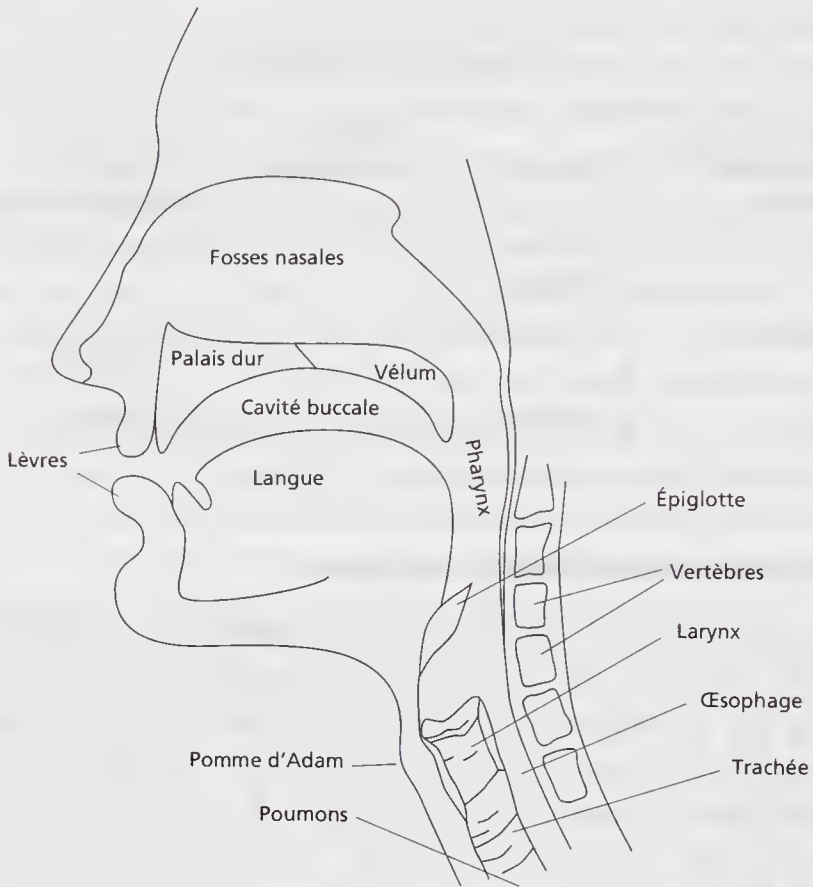 Fosses nasales
Palais dur
Vélum
Cavité buccale
Lèvres
Langue
Pharynx
Épiglotte
Vertèbres
Larynx
Œsophage
Pomme d'Adam
Trachée
Poumons